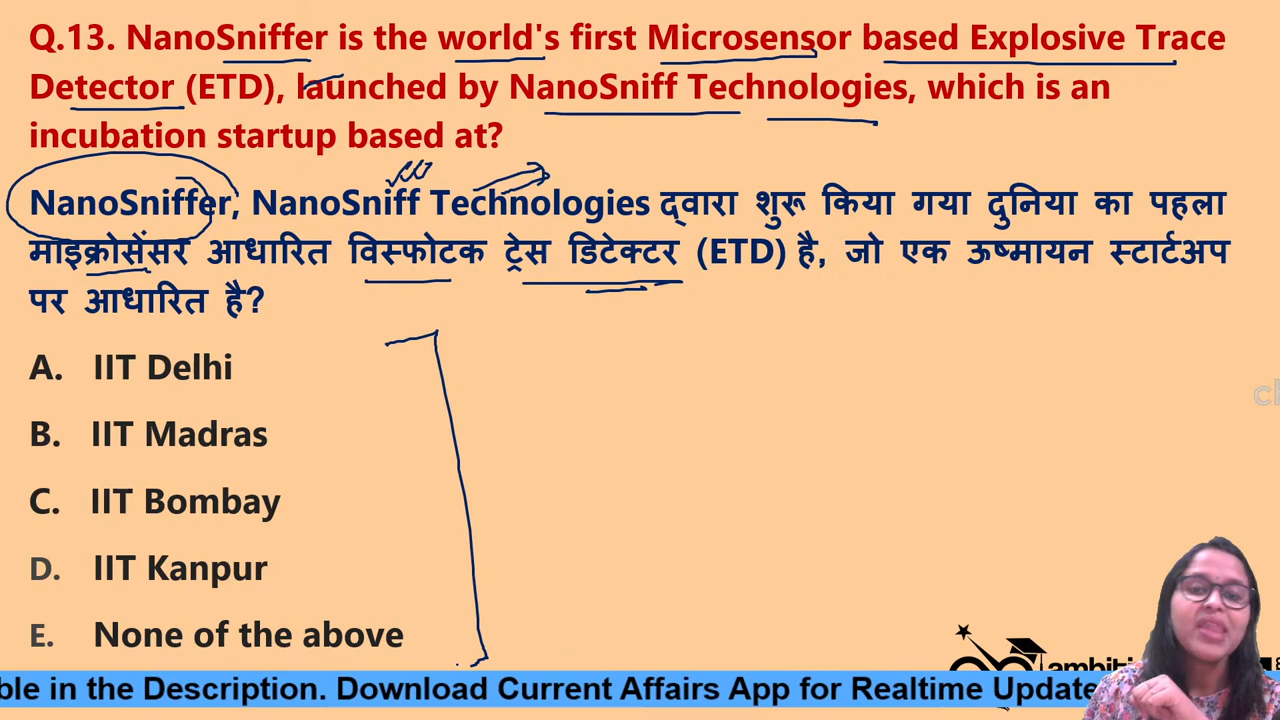 Q.13. NanoSniffer is the world's first Microsensor based Explosive Trace
Detector (ETD), launched by NanoSniff Technologies, which is an
incubation startup based at?
NanoSniffer, NanoSniff Technologies द्वारा शुरू किया गया दुनिया का पहला
माइक्रोसेंसर आधारित विस्फोटक ट्रेस डिटेक्टर (ETD) है, जो एक ऊष्मायन स्टार्टअप
पर आधारित है?
A. IIT Delhi
B. IIT Madras
C. IIT Bombay
D. IIT Kanpur
E. None of the above
ble in the Description. Download Current Affairs App for Realtime Update